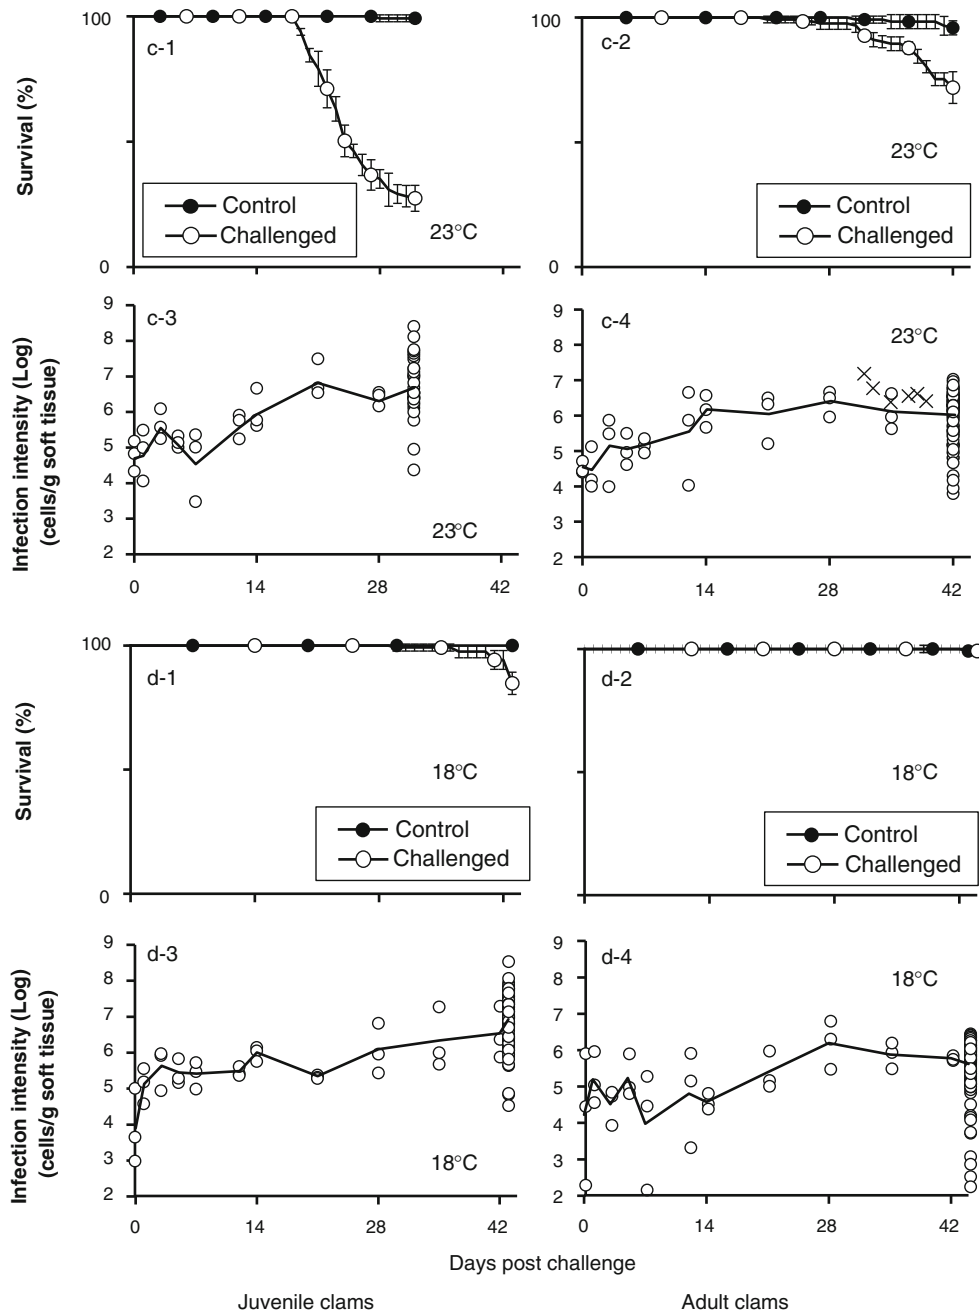 100
c-1
Survival (%)
Control
Challenged
23°C
0
100
c-2
23°C
Control
Challenged
0
9
8
7
6
5
4
3
2
c-3
Infection intensity (Log)
(cells/g soft tissue)
23°C
0 14 28 42
9
8
7
6
5
4
3
2
c-4
23°C
0 14 28 42
100
d-1
Survival (%)
18°C
Control
Challenged
0
d-2
18°C
Control
Challenged
9
8
7
6
5
4
3
2
d-3
Infection intensity (Log)
(cells/g soft tissue)
18°C
0 14 28 42
9
8
7
6
5
4
3
2
d-4
18°C
0 14 28 42
Days post challenge
Juvenile clams
Adult clams